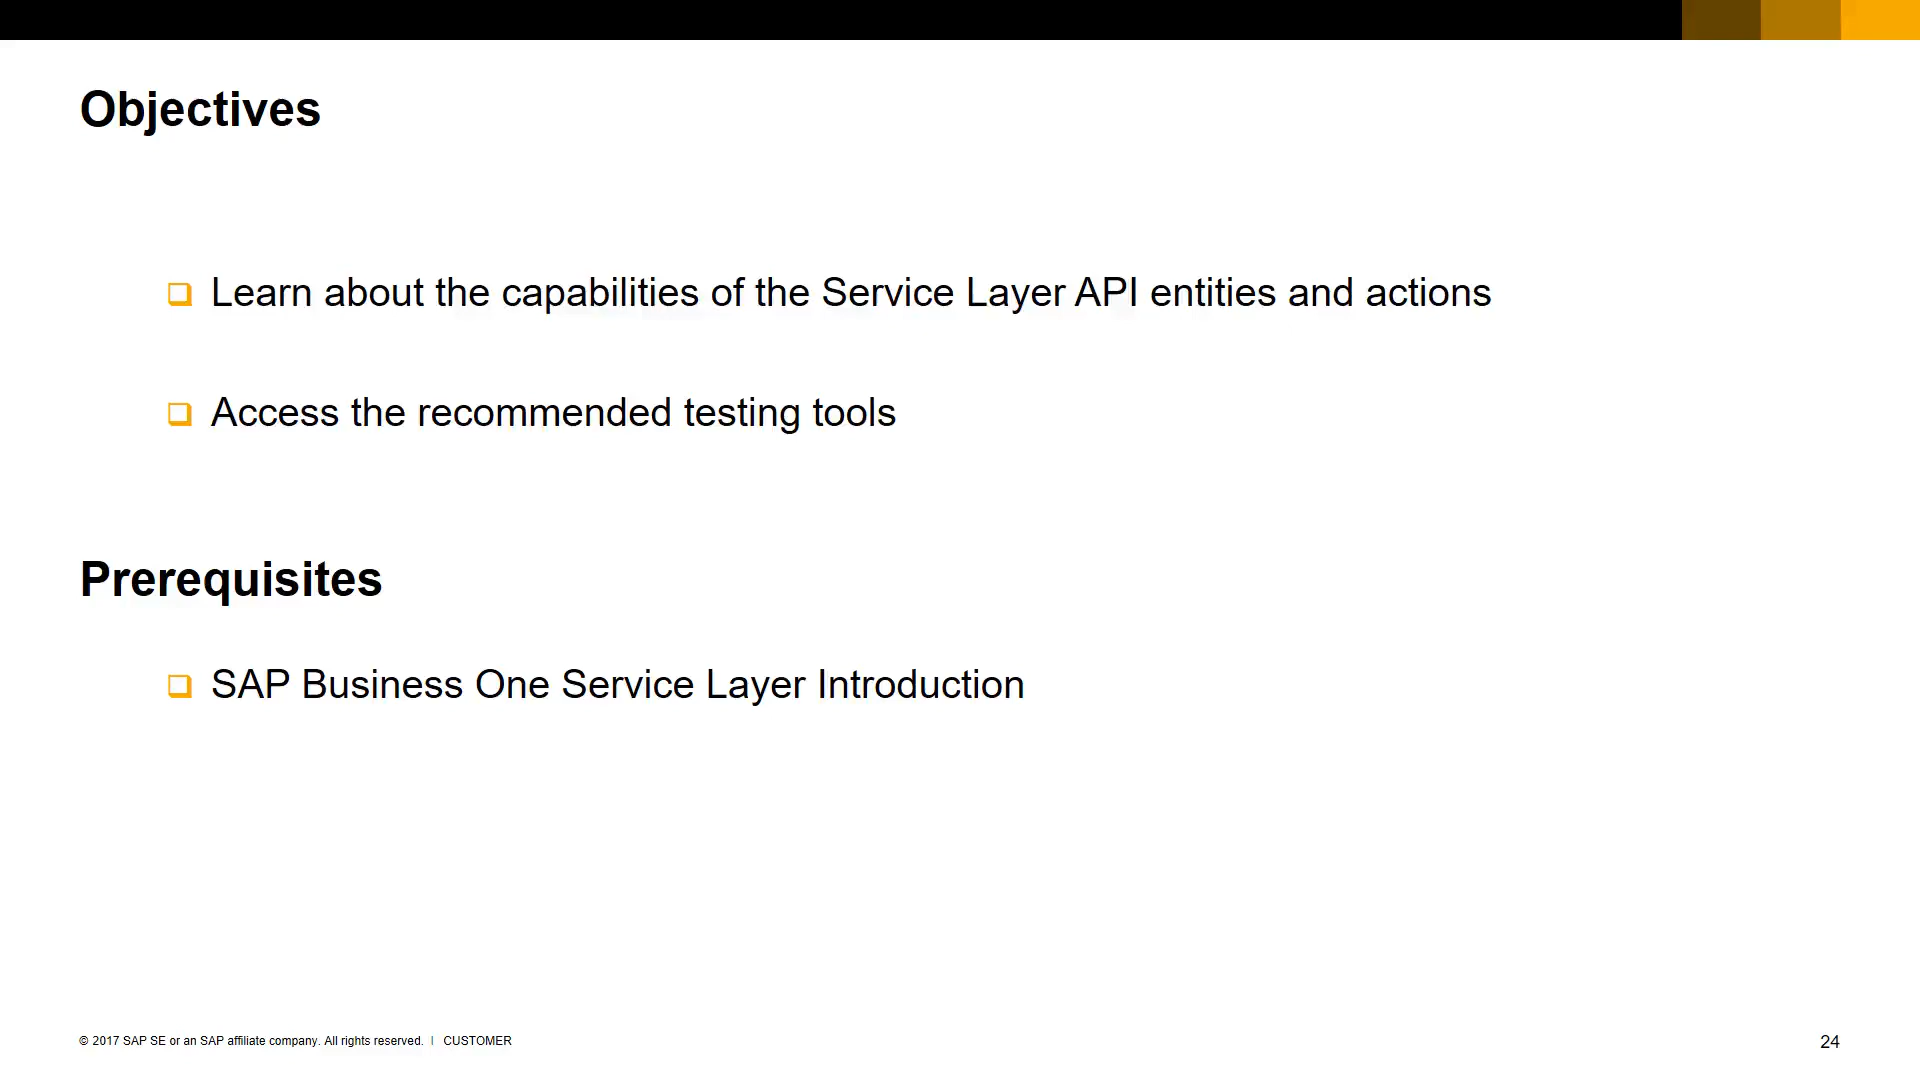 Objectives
Learn about the capabilities of the Service Layer API entities and actions
Access the recommended testing tools
Prerequisites
SAP Business One Service Layer Introduction
© 2017 SAP SE or an SAP affiliate company. All rights reserved. | CUSTOMER
24